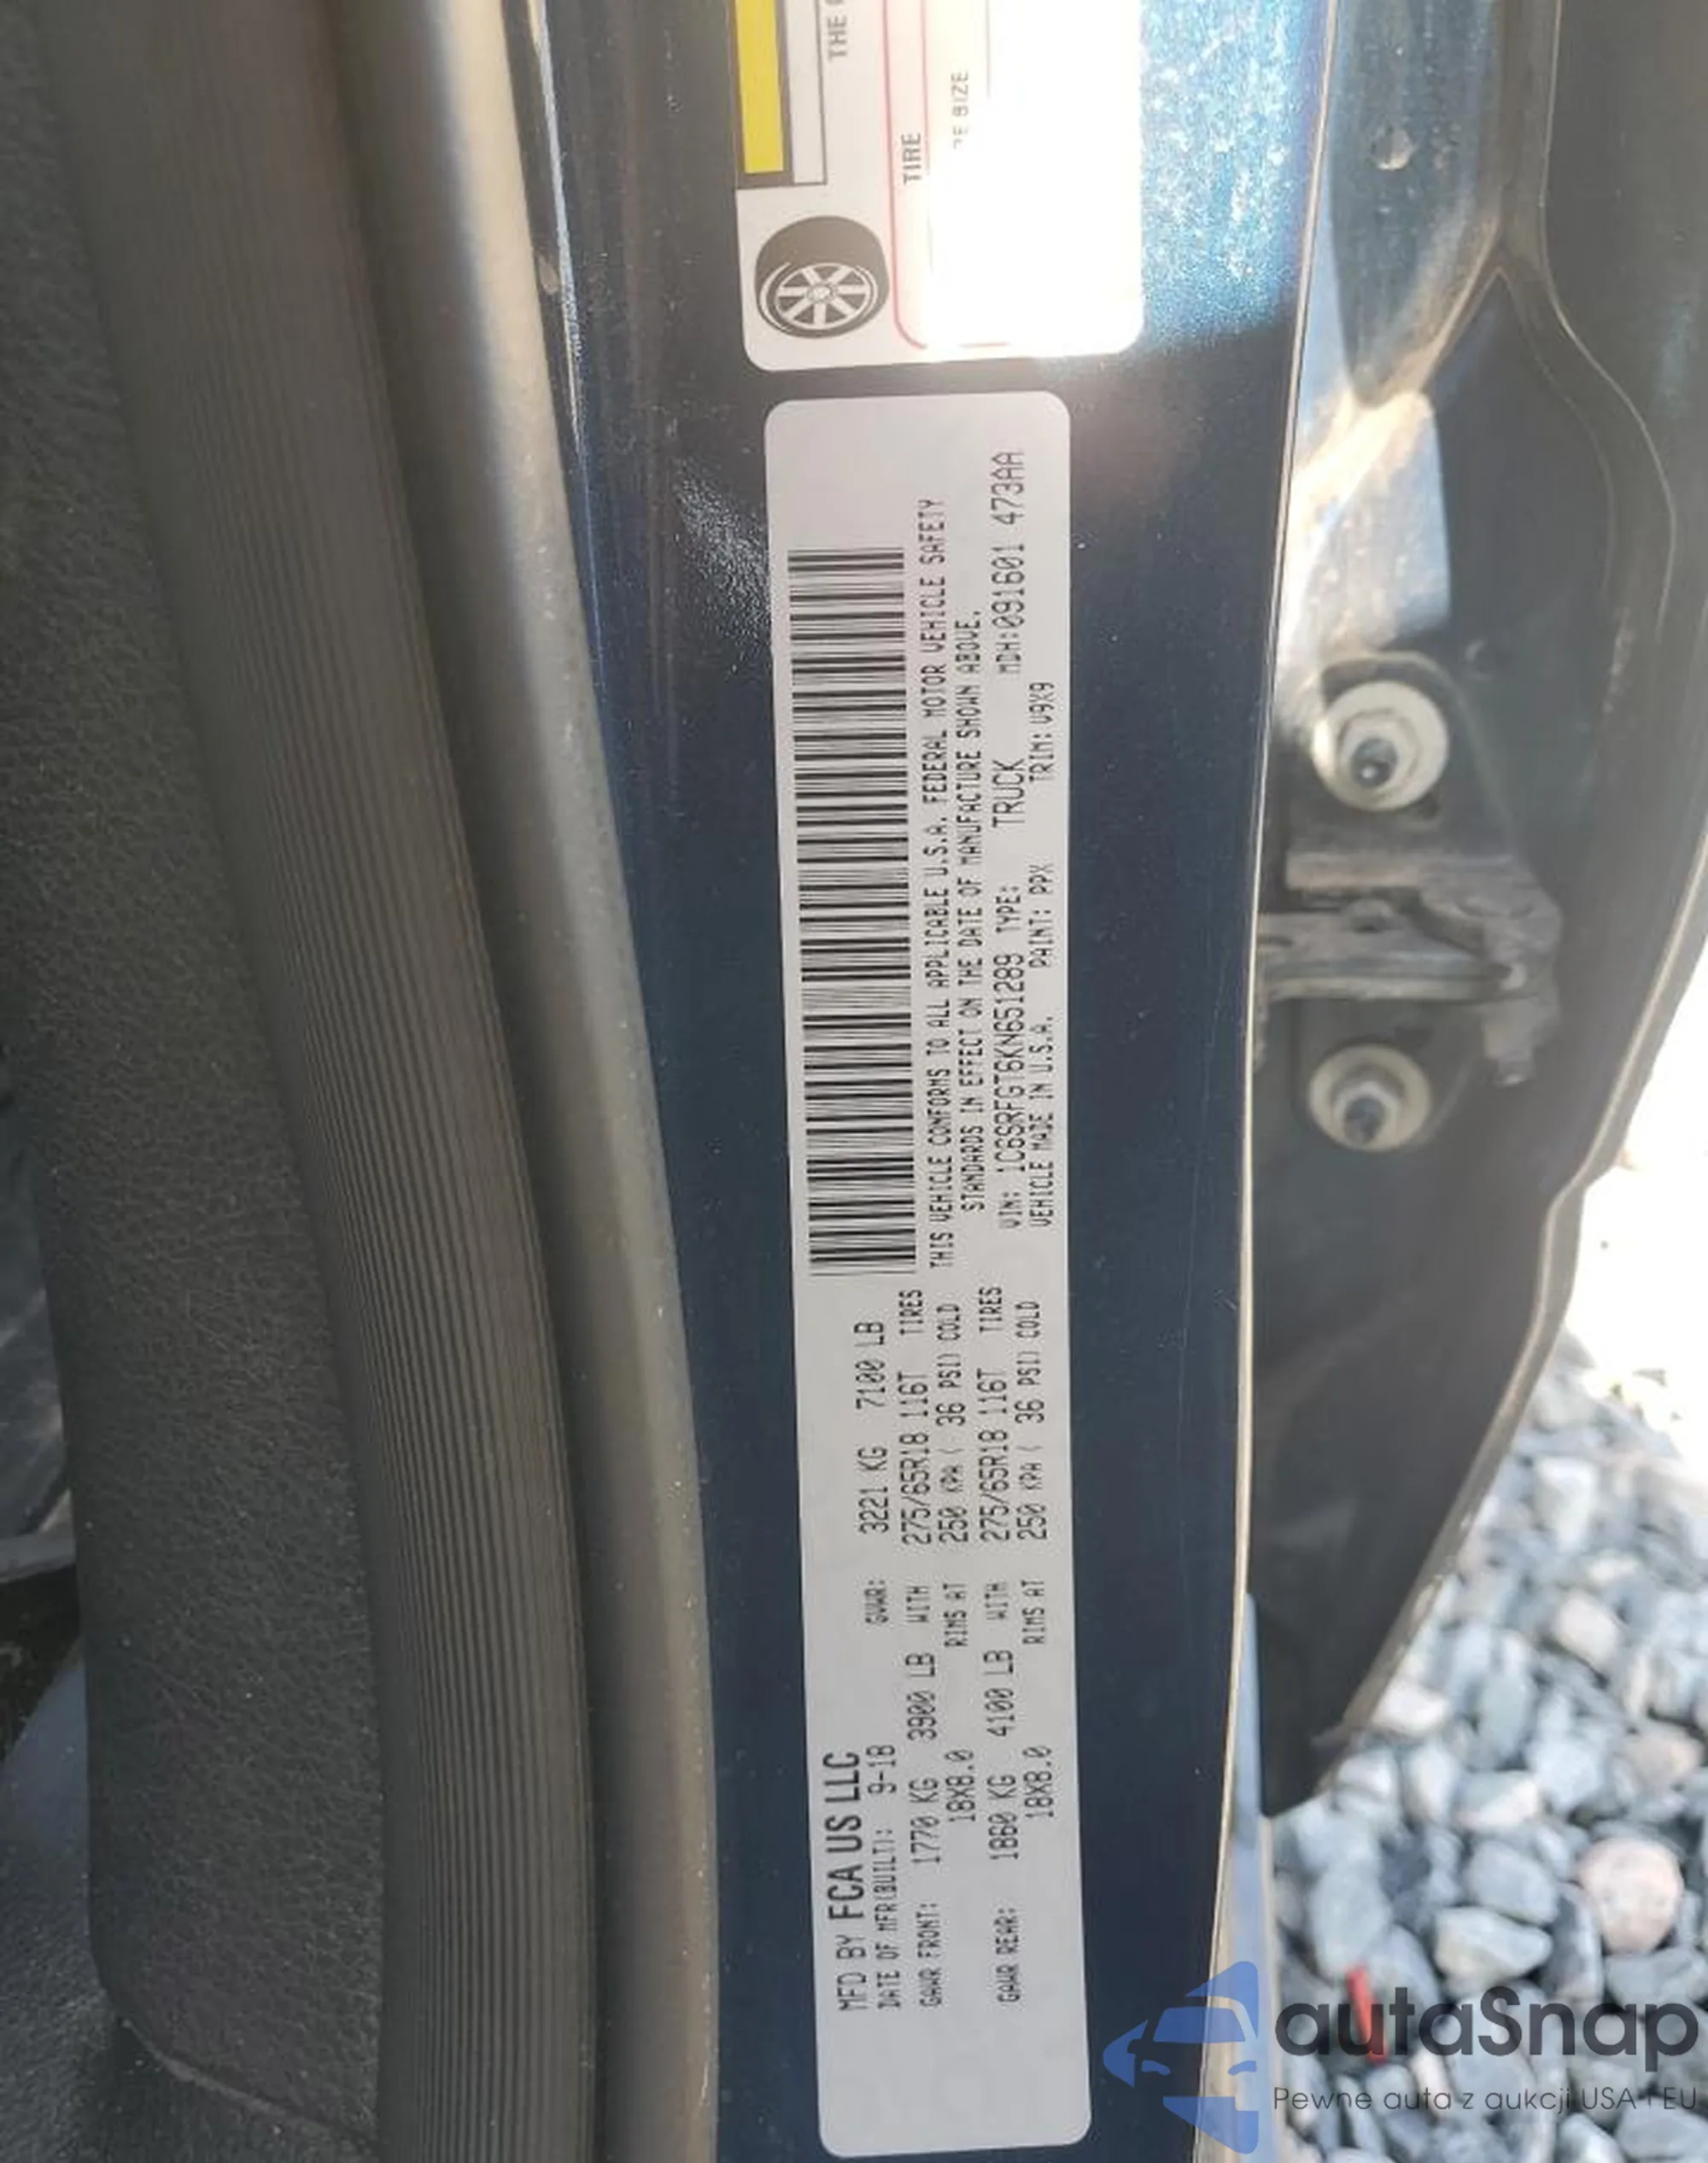 THE
TIRE
SIZE
MFD BY FCA US LLC
DATE OF MFR(BUILT): 9-18 GVWR: 3221 KG 7100 LB
GAWR FRONT: 1770 KG 3900 LB WITH 275/65R18 116T TIRES
18X8.0 RIMS AT 250 KPA ( 36 PSI) COLD
GAWR REAR: 1860 KG 4100 LB WITH 275/65R18 116T TIRES
18X8.0 RIMS AT 250 KPA ( 36 PSI) COLD
THIS VEHICLE CONFORMS TO ALL APPLICABLE U.S.A. FEDERAL MOTOR VEHICLE SAFETY
STANDARDS IN EFFECT ON THE DATE OF MANUFACTURE SHOWN ABOVE.
VIN: 1C6SRFGT6KN651289 TYPE: TRUCK MDH:091601 473AA
VEHICLE MADE IN U.S.A. PAINT: PPX TRIM: V9X9
autaSnap
Pewne auta z aukcji USA i EU